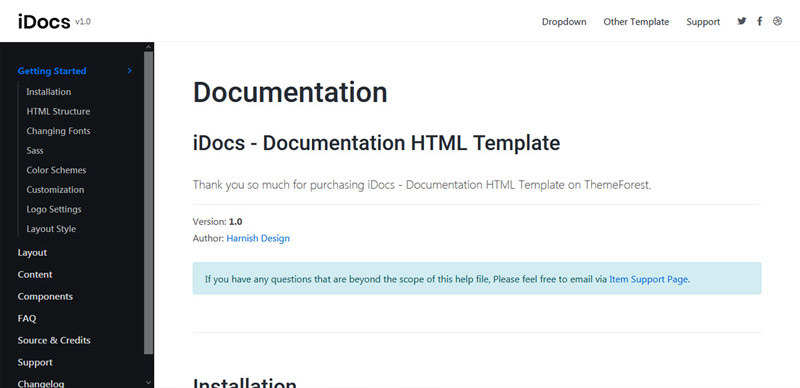 iDocs v1.0
Dropdown Other Template Support
Getting Started
Installation
HTML Structure
Changing Fonts
Sass
Color Schemes
Customization
Logo Settings
Layout Style
Layout
Content
Components
FAQ
Source & Credits
Support
Changelog
Documentation
iDocs - Documentation HTML Template
Thank you so much for purchasing iDocs - Documentation HTML Template on ThemeForest.
Version: 1.0
Author: Harnish Design
If you have any questions that are beyond the scope of this help file, Please feel free to email via Item Support Page.
Installation